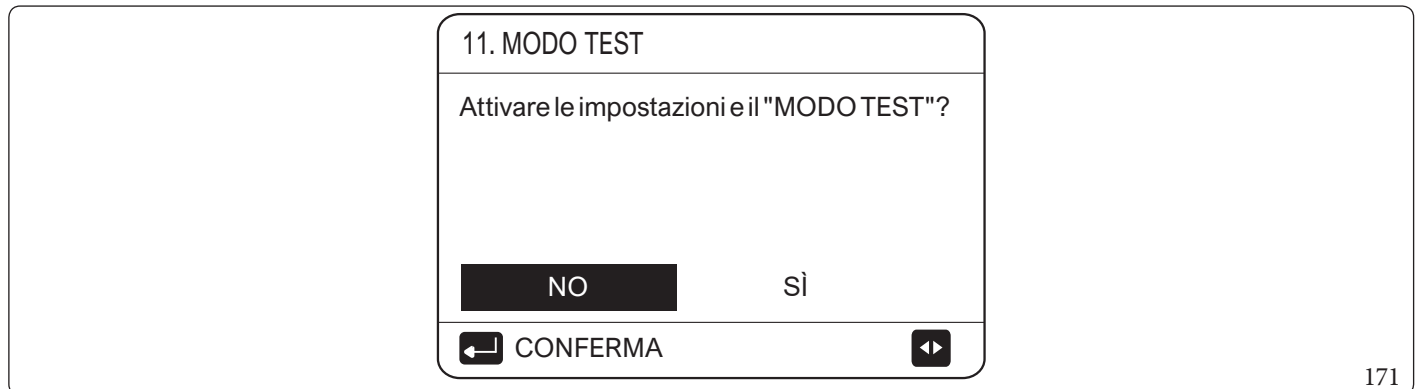 11. MODO TEST
Attivare le impostazioni e il "MODO TEST"?
NO SÌ
CONFERMA
171